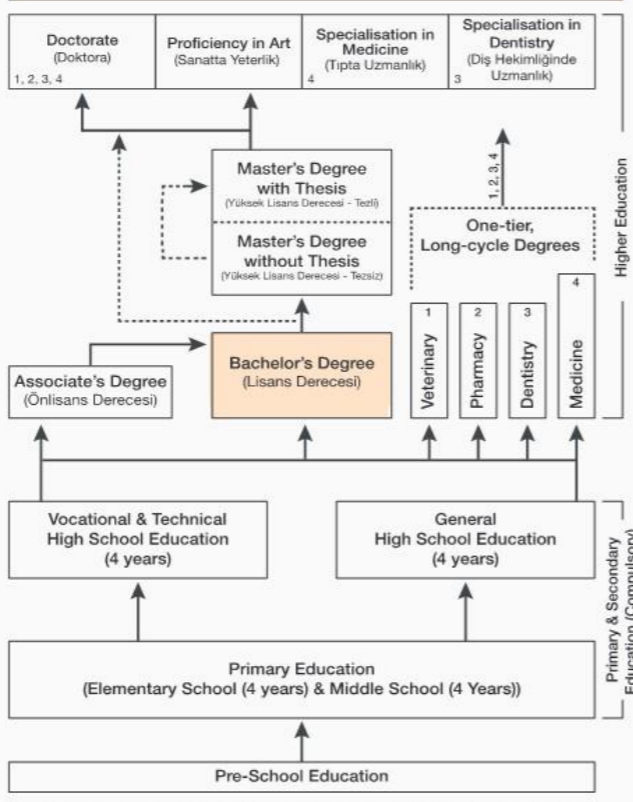 Doctorate
(Doktora)
1, 2, 3, 4
Proficiency in Art
(Sanatta Yeterlik)
Specialisation in
Medicine
(Tıpta Uzmanlık)
4
Specialisation in
Dentistry
(Diş Hekimliğinde
Uzmanlık)
3
Higher Education
Master's Degree
with Thesis
(Yüksek Lisans Derecesi - Tezli)
Master's Degree
without Thesis
(Yüksek Lisans Derecesi - Tezsiz)
1, 2, 3, 4
One-tier,
Long-cycle Degrees
Associate's Degree
(Önlisans Derecesi)
Bachelor's Degree
(Lisans Derecesi)
1
Veterinary
2
Pharmacy
3
Dentistry
4
Medicine
Vocational & Technical
High School Education
(4 years)
General
High School Education
(4 years)
Primary & Secondary
Education (Compulsory)
Primary Education
(Elementary School (4 years) & Middle School (4 Years))
Pre-School Education